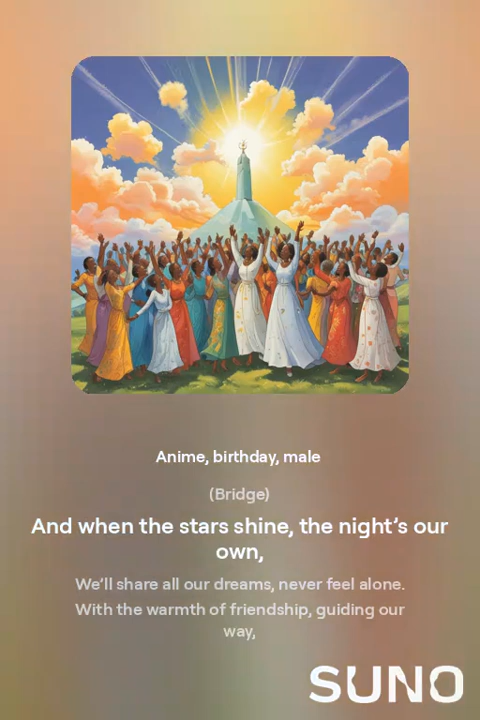 Anime, birthday, male
(Bridge)
And when the stars shine, the night’s our
own,
We’ll share all our dreams, never feel alone.
With the warmth of friendship, guiding our
way,
SUNO